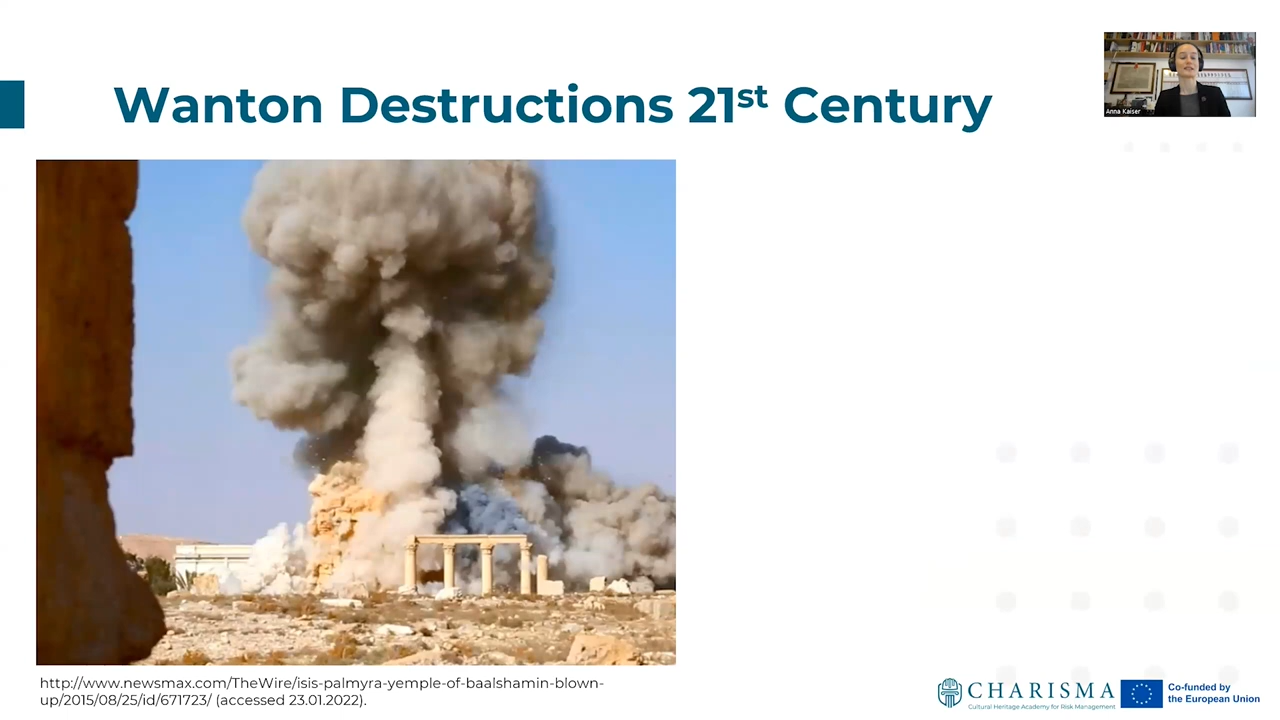 Wanton Destructions 21st Century
Anna Kaiser
http://www.newsmax.com/TheWire/isis-palmyra-yemple-of-baalshamin-blown-
up/2015/08/25/id/671723/ (accessed 23.01.2022).
CHARISMA
Cultural Heritage Academy for Risk Management
Co-funded by
the European Union